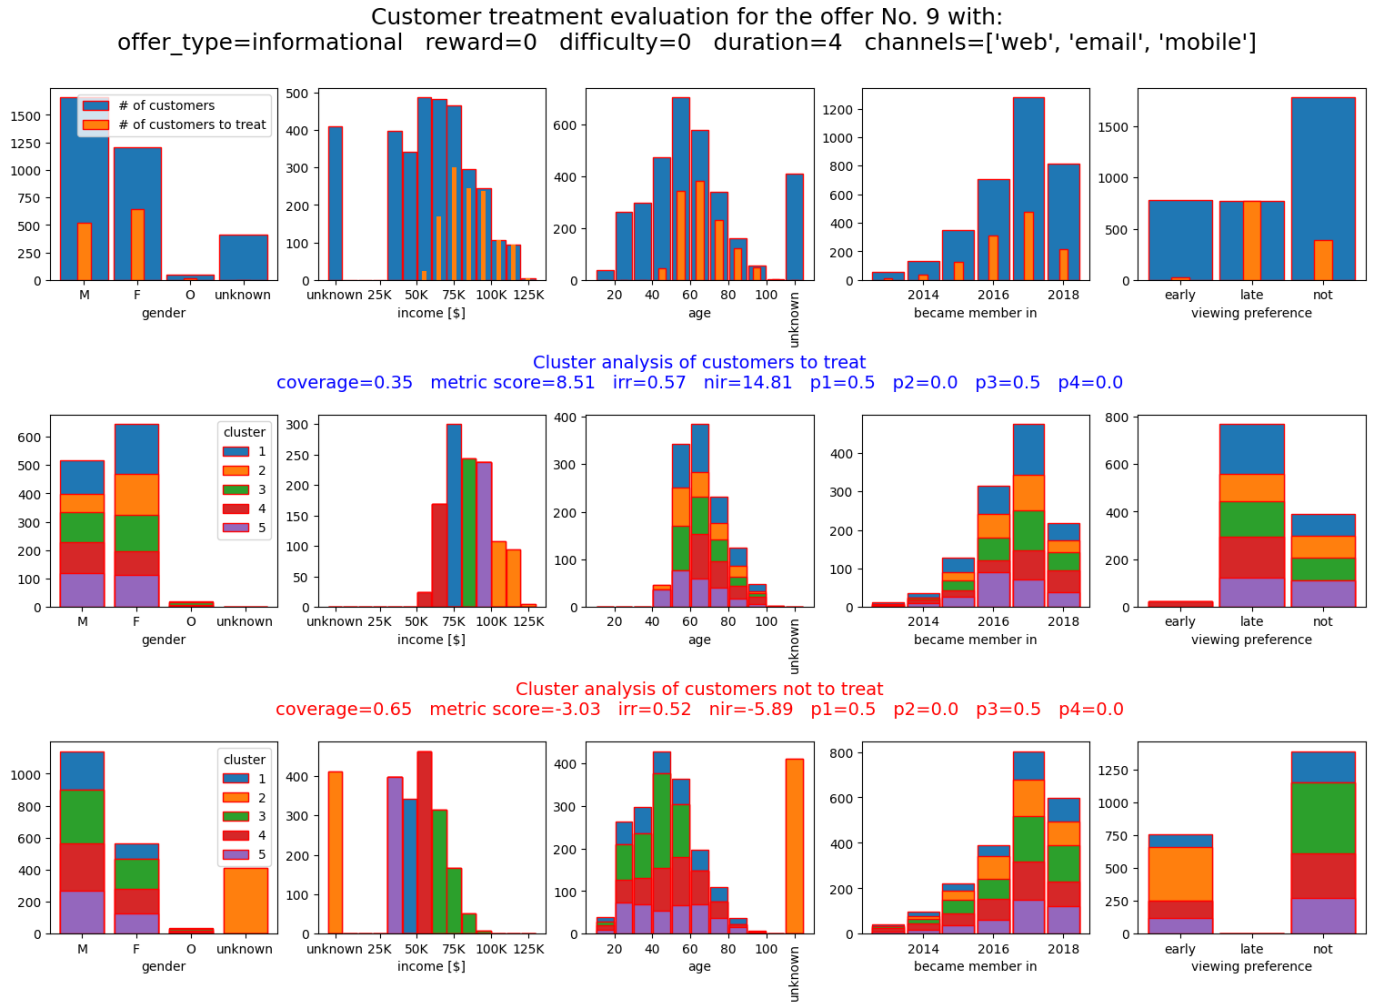 Customer treatment evaluation for the offer No. 9 with:
offer_type=informational   reward=0   difficulty=0   duration=4   channels=['web', 'email', 'mobile']
# of customers
# of customers to treat
0 250 500 750 1000 1250 1500
M F O unknown
gender
0 100 200 300 400 500
unknown 25K 50K 75K 100K 125K
income [$]
0 200 400 600
20 40 60 80 100 unknown
age
0 200 400 600 800 1000 1200
2014 2016 2018
became member in
0 500 1000 1500
early late not
viewing preference
Cluster analysis of customers to treat
coverage=0.35   metric score=8.51   irr=0.57   nir=14.81   p1=0.5   p2=0.0   p3=0.5   p4=0.0
cluster
1
2
3
4
5
0 100 200 300 400 500 600
M F O unknown
gender
0 50 100 150 200 250 300
unknown 25K 50K 75K 100K 125K
income [$]
0 100 200 300 400
20 40 60 80 100 unknown
age
0 100 200 300 400
2014 2016 2018
became member in
0 200 400 600 800
early late not
viewing preference
Cluster analysis of customers not to treat
coverage=0.65   metric score=-3.03   irr=0.52   nir=-5.89   p1=0.5   p2=0.0   p3=0.5   p4=0.0
cluster
1
2
3
4
5
0 200 400 600 800 1000
M F O unknown
gender
0 100 200 300 400
unknown 25K 50K 75K 100K 125K
income [$]
0 100 200 300 400
20 40 60 80 100 unknown
age
0 200 400 600 800
2014 2016 2018
became member in
0 250 500 750 1000 1250
early late not
viewing preference